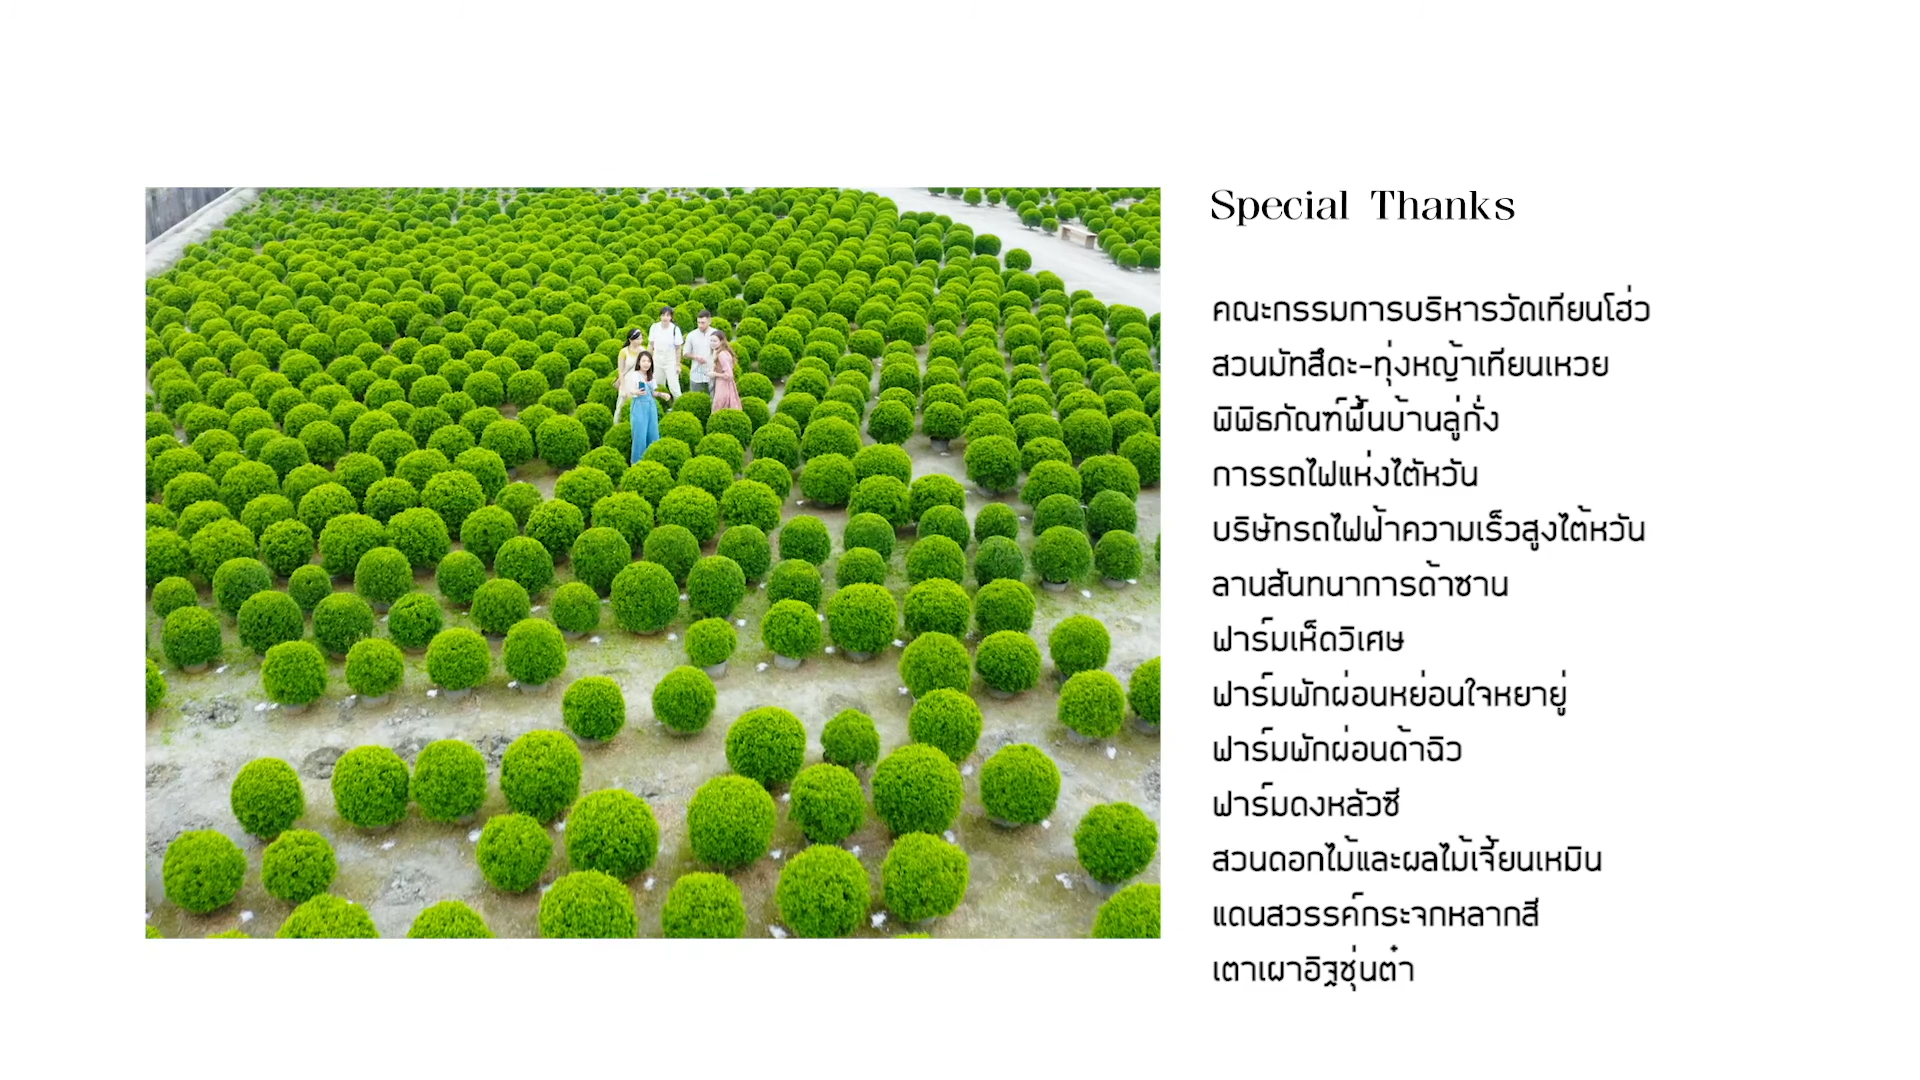 Special Thanks
คณะกรรมการบริหารวัดเทียนโฮ่ว
สวนมัทสึดะ-ทุ่งหญ้าเทียนเหวย
พิพิธภัณฑ์พื้นบ้านลู่กั่ง
การรถไฟแห่งไต้หวัน
บริษัทรถไฟฟ้าความเร็วสูงไต้หวัน
ลานสันทนาการด้าซาน
ฟาร์มเห็ดวิเศษ
ฟาร์มพักผ่อนหย่อนใจหยายู่
ฟาร์มพักผ่อนด้าฉิว
ฟาร์มดงหลัวซี
สวนดอกไม้และผลไม้เจี้ยนเหมิน
แดนสวรรค์กระจกหลากสี
เตาเผาอิฐชุ่นต๋า